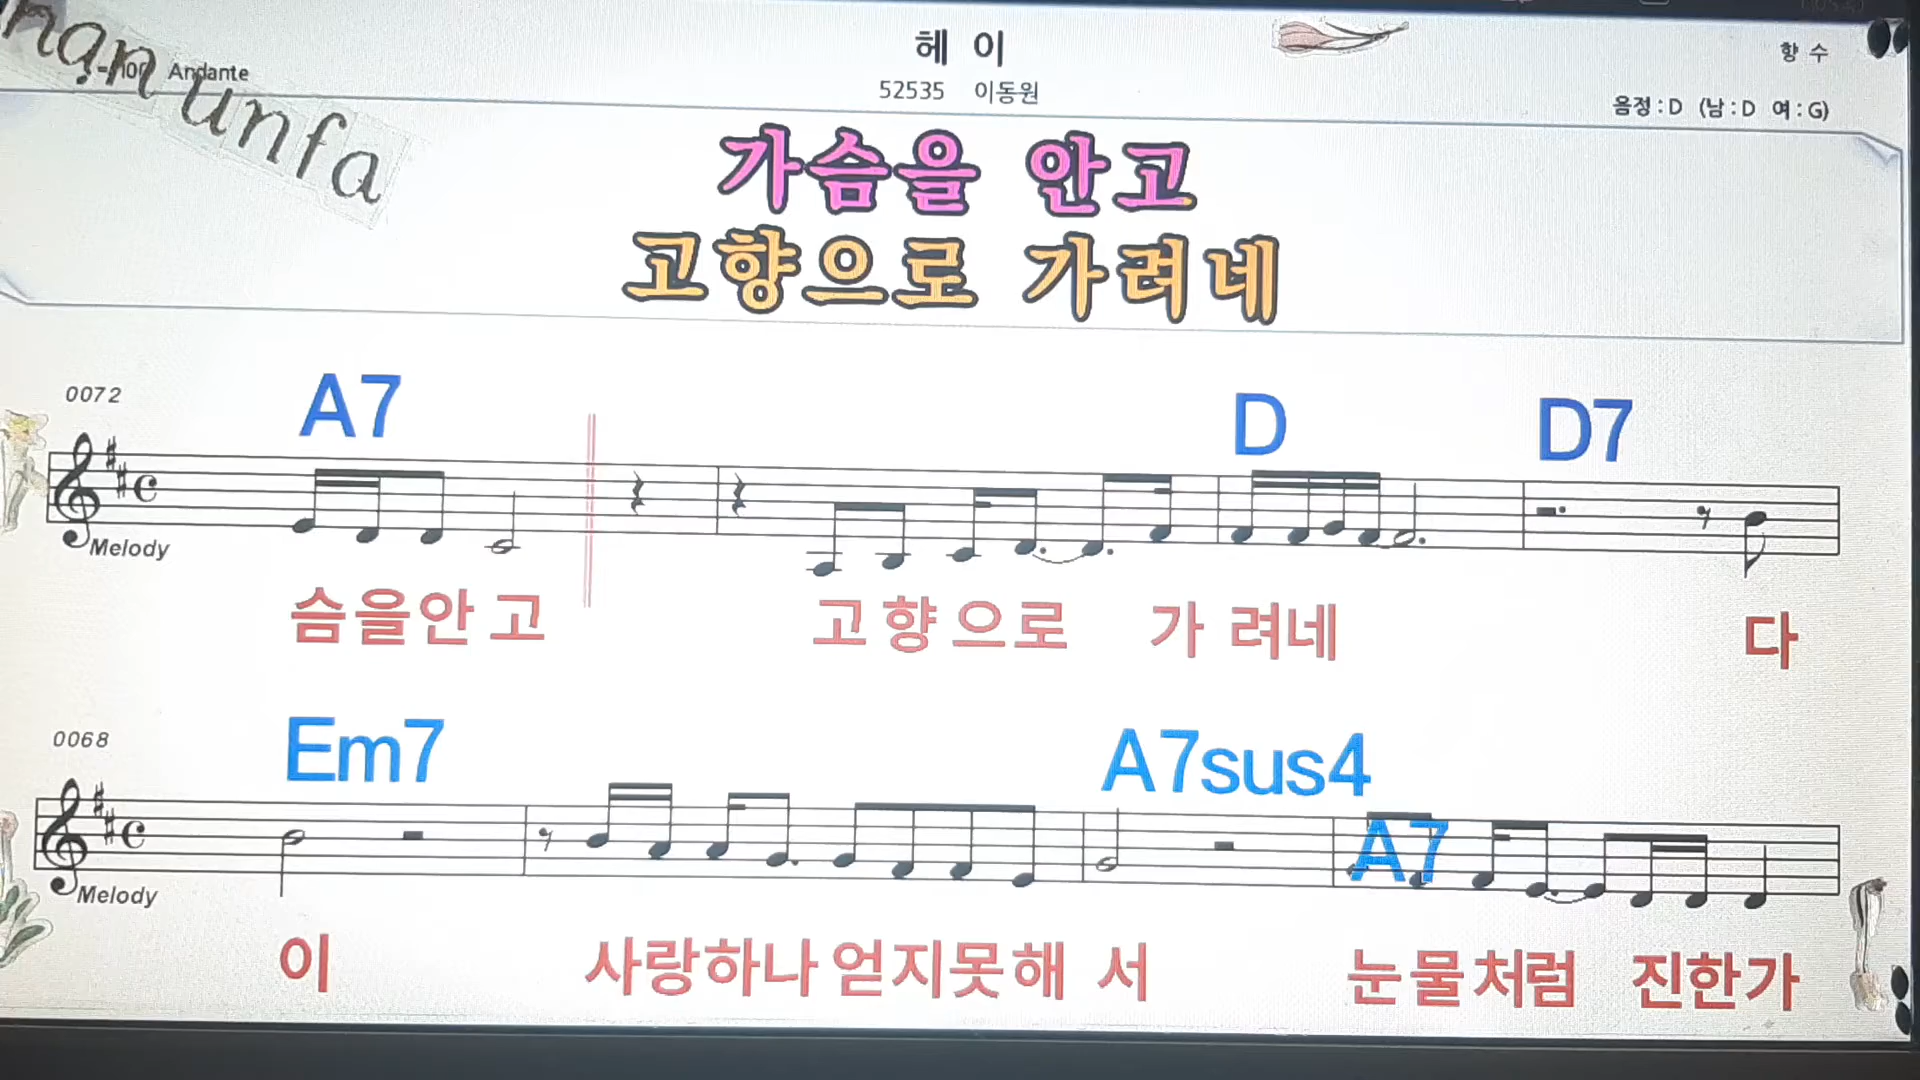 nan unfa
Andante
헤 이
52535 이동원
향 수
음정 : D (남 : D 여 : G)
가슴을 안고
고향으로 가려네
0072
A7 D D7
Melody
슴을안 고 고 향 으로 가 려네 다
0068
Em7 A7sus4 A7
Melody
이 사랑하나 얻지못해 서 눈물처럼 진한가